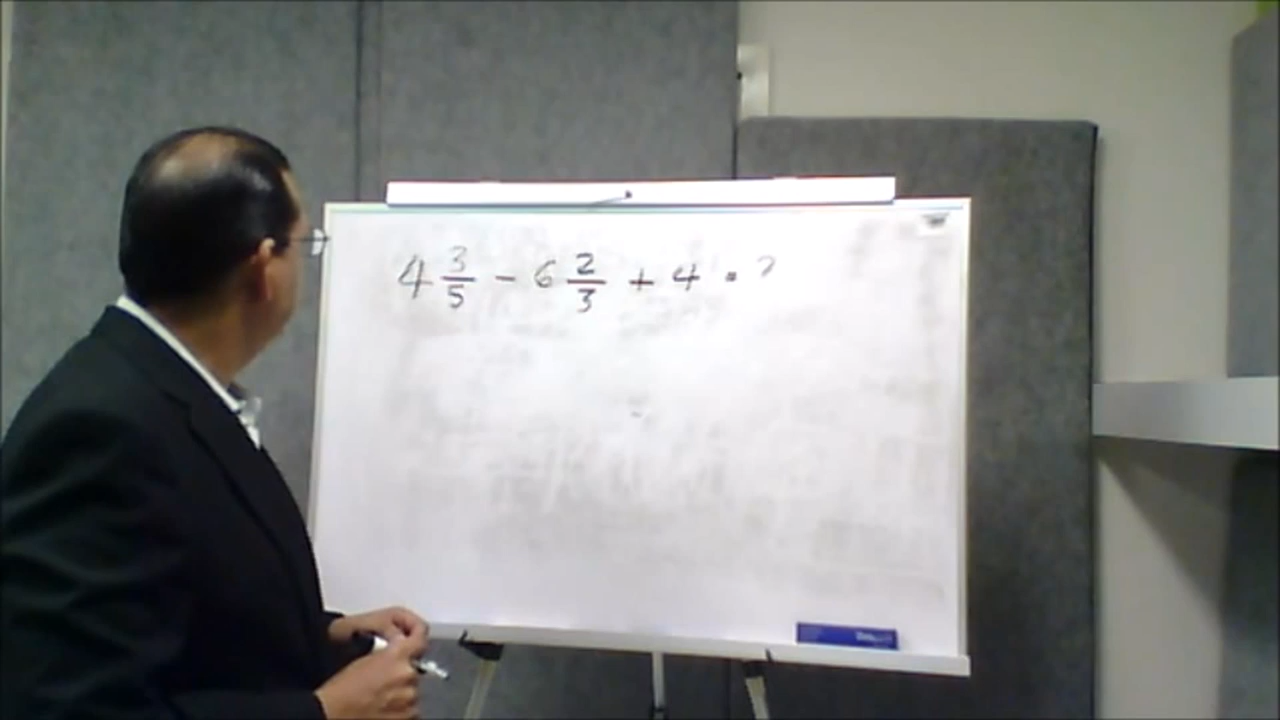 4 3/5 - 6 2/3 + 4 = ?